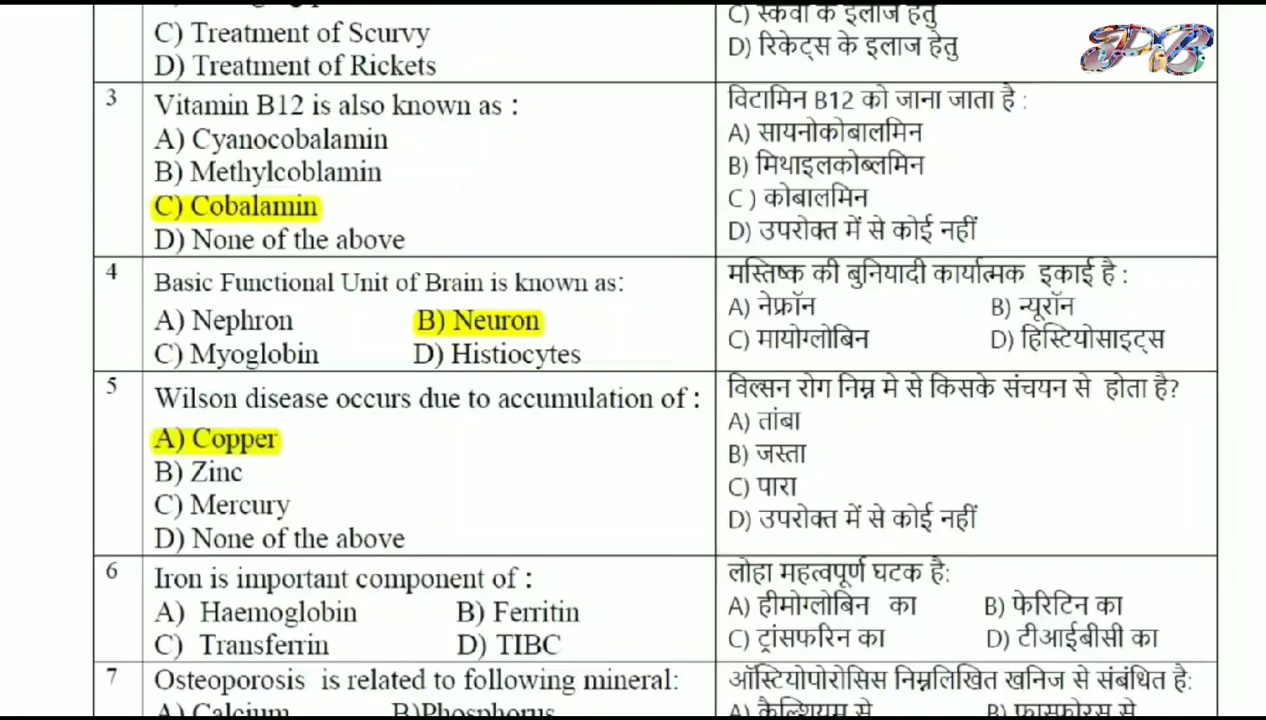 C) Treatment of Scurvy
D) Treatment of Rickets
C) स्कर्वी के इलाज हेतु
D) रिकेट्स के इलाज हेतु
3
Vitamin B12 is also known as :
A) Cyanocobalamin
B) Methylcoblamin
C) Cobalamin
D) None of the above
विटामिन B12 को जाना जाता है :
A) सायनोकोबालमिन
B) मिथाइलकोब्लमिन
C ) कोबालमिन
D) उपरोक्त में से कोई नहीं
4
Basic Functional Unit of Brain is known as:
A) Nephron B) Neuron
C) Myoglobin D) Histiocytes
मस्तिष्क की बुनियादी कार्यात्मक इकाई है :
A) नेफ्रॉन B) न्यूरॉन
C) मायोग्लोबिन D) हिस्टियोसाइट्स
5
Wilson disease occurs due to accumulation of :
A) Copper
B) Zinc
C) Mercury
D) None of the above
विल्सन रोग निम्न मे से किसके संचयन से होता है?
A) तांबा
B) जस्ता
C) पारा
D) उपरोक्त में से कोई नहीं
6
Iron is important component of :
A) Haemoglobin B) Ferritin
C) Transferrin D) TIBC
लोहा महत्वपूर्ण घटक है:
A) हीमोग्लोबिन का B) फेरिटिन का
C) ट्रांसफरिन का D) टीआईबीसी का
7
Osteoporosis is related to following mineral:
A) Calcium B)Phosphorus
ऑस्टियोपोरोसिस निम्नलिखित खनिज से संबंधित है:
A) कैल्शियम से B) फास्फोरस से